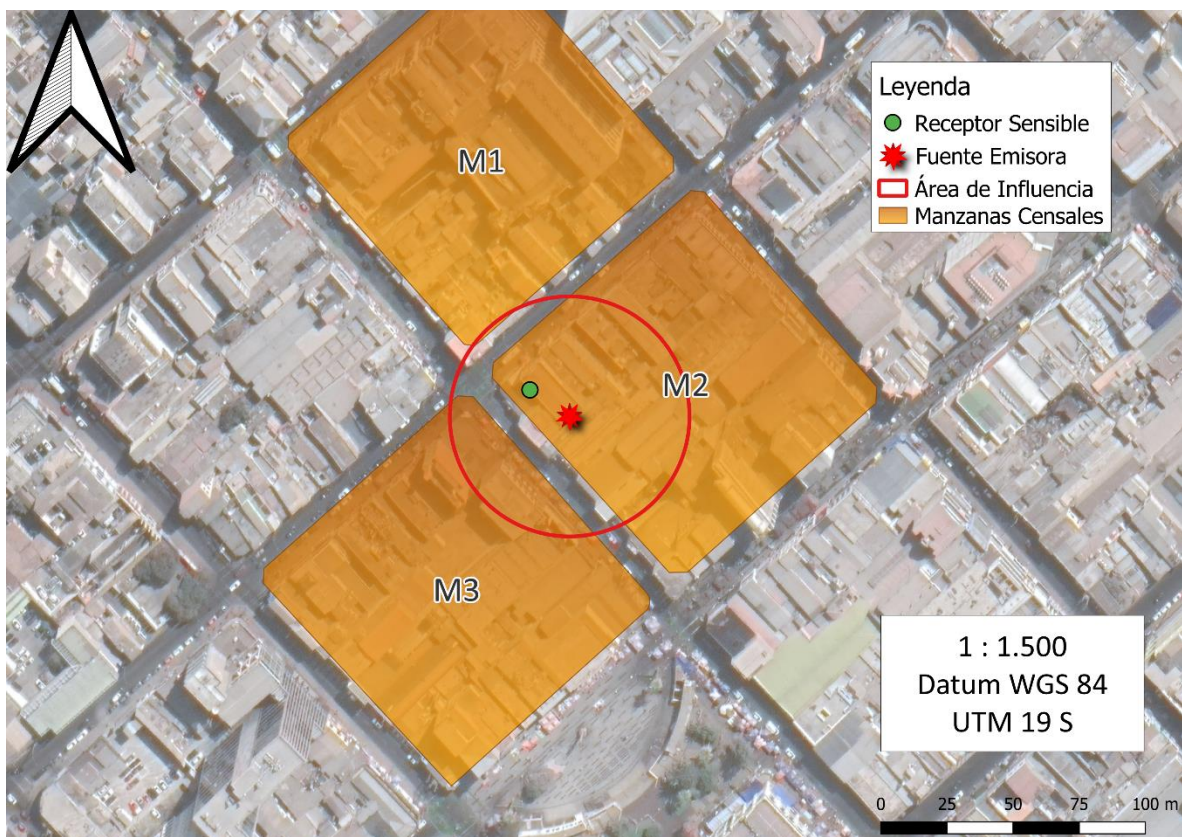 M1
Leyenda
Receptor Sensible
Fuente Emisora
Área de Influencia
Manzanas Censales
M2
M3
1 : 1.500
Datum WGS 84
UTM 19 S
0 25 50 75 100 m